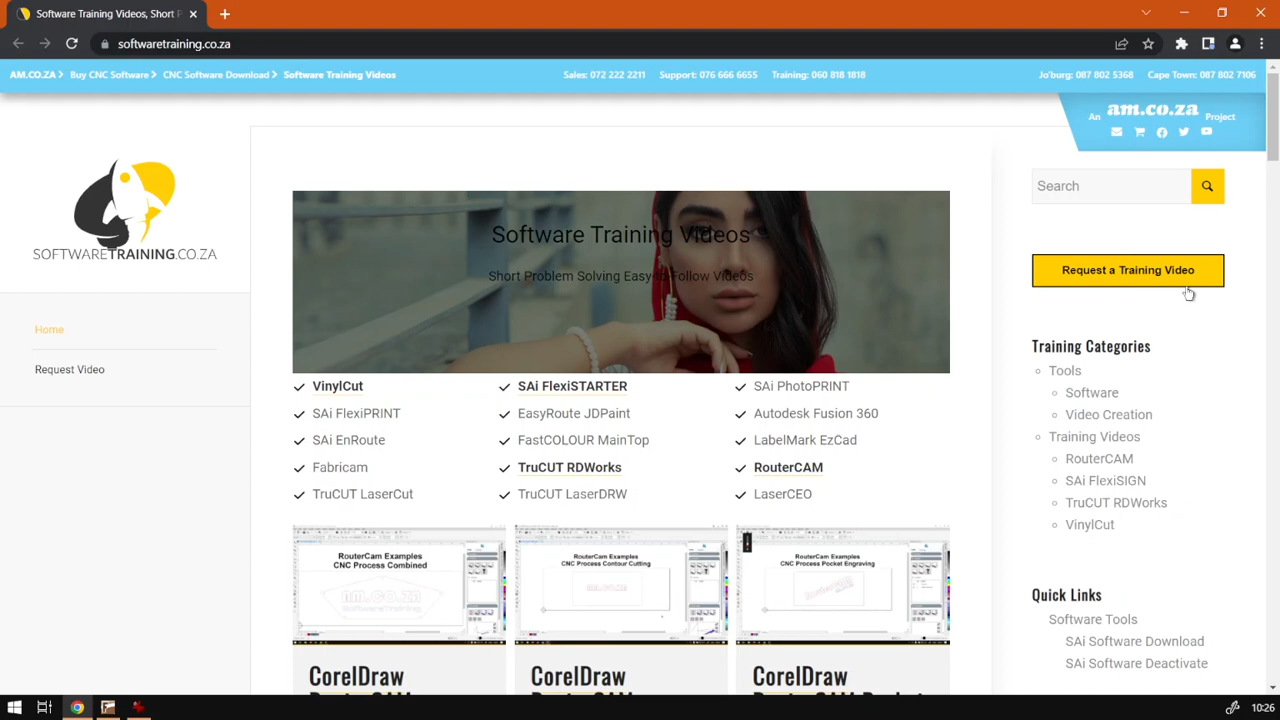 Software Training Videos, Short P
softwaretraining.co.za
AM.CO.ZA
Buy CNC Software
CNC Software Download
Software Training Videos
Sales: 072 222 2211
Support: 076 666 6655
Training: 060 818 1818
Jo'burg: 087 802 5368
Cape Town: 087 802 7106
An am.co.za Project
SOFTWARETRAINING.CO.ZA
Home
Request Video
Software Training Videos
Short Problem Solving Easy-to-Follow Videos
VinylCut
SAi FlexiSTARTER
SAi PhotoPRINT
SAi FlexiPRINT
EasyRoute JDPaint
Autodesk Fusion 360
SAi EnRoute
FastCOLOUR MainTop
LabelMark EzCad
Fabricam
TruCUT RDWorks
RouterCAM
TruCUT LaserCut
TruCUT LaserDRW
LaserCEO
RouterCam Examples
CNC Process Combined
AM.CO.ZA
SoftwareTraining
RouterCam Examples
CNC Process Contour Cutting
RouterCam Examples
CNC Process Pocket Engraving
CorelDraw
CorelDraw
CorelDraw
Search
Request a Training Video
Training Categories
Tools
Software
Video Creation
Training Videos
RouterCAM
SAi FlexiSIGN
TruCUT RDWorks
VinylCut
Quick Links
Software Tools
SAi Software Download
SAi Software Deactivate
10:26